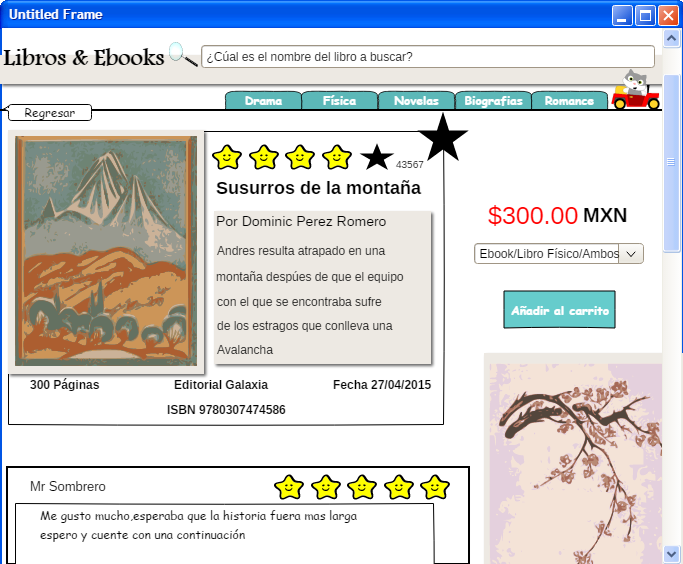 Untitled Frame
Libros & Ebooks
¿Cúal es el nombre del libro a buscar?
Drama
Física
Novelas
Biografias
Romance
Regresar
43567
Susurros de la montaña
Por Dominic Perez Romero
Andres resulta atrapado en una
montaña despúes de que el equipo
con el que se encontraba sufre
de los estragos que conlleva una
Avalancha
$300.00 MXN
Ebook/Libro Físico/Ambos
Añadir al carrito
300 Páginas
Editorial Galaxia
Fecha 27/04/2015
ISBN 9780307474586
Mr Sombrero
Me gusto mucho,esperaba que la historia fuera mas larga
espero y cuente con una continuación